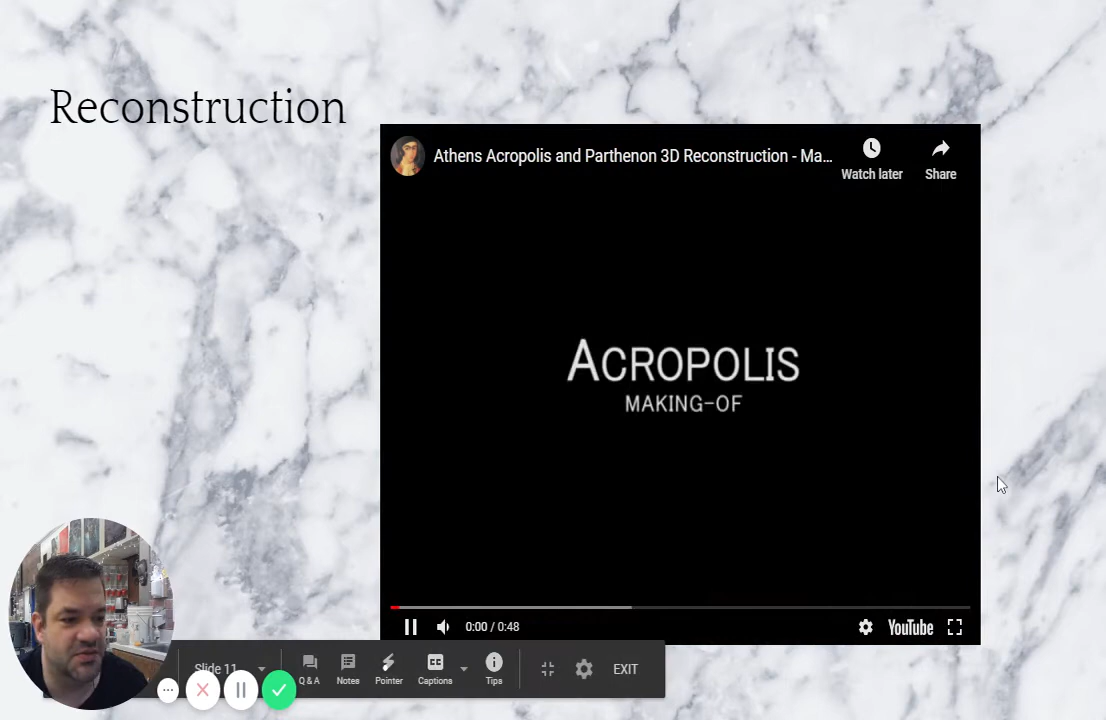 Reconstruction
Athens Acropolis and Parthenon 3D Reconstruction - Ma...
Watch later
Share
ACROPOLIS
MAKING-OF
0:00 / 0:48
YouTube
Slide 11
Q & A
Notes
Pointer
CC
Captions
Tips
EXIT